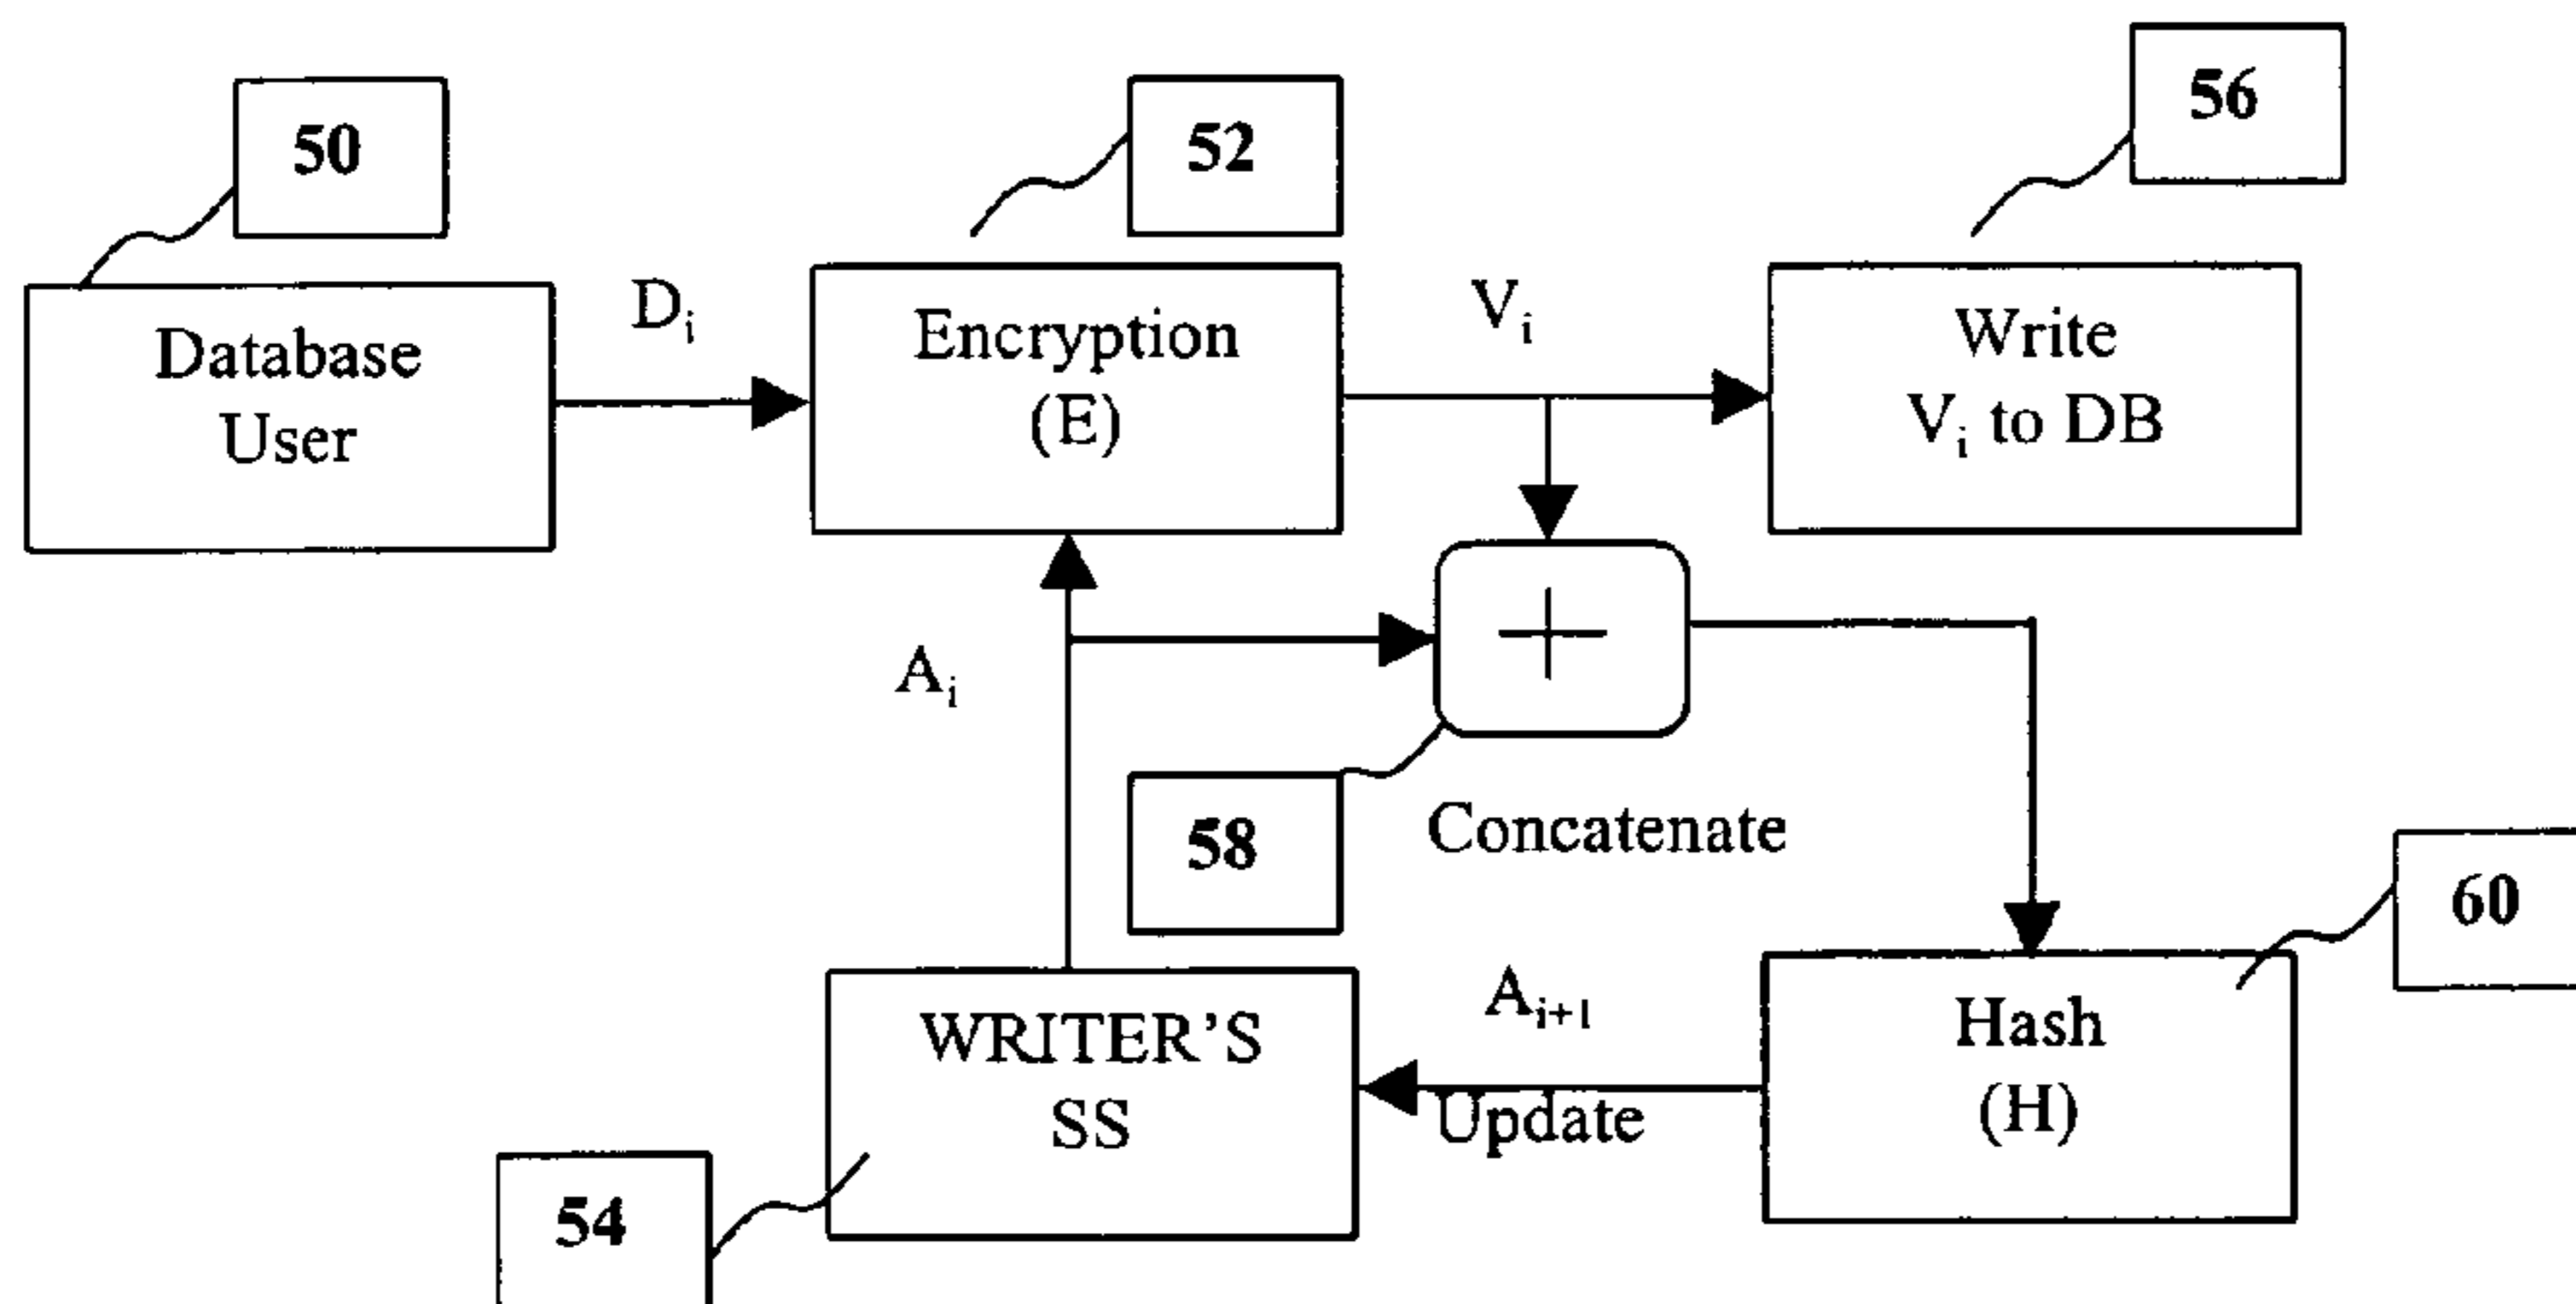 50
52
56
Database
User
Dᵢ
Encryption
(E)
Vᵢ
Write
Vᵢ to DB
+
Aᵢ
58
Concatenate
60
WRITER'S
SS
Aᵢ₊₁
Update
Hash
(H)
54